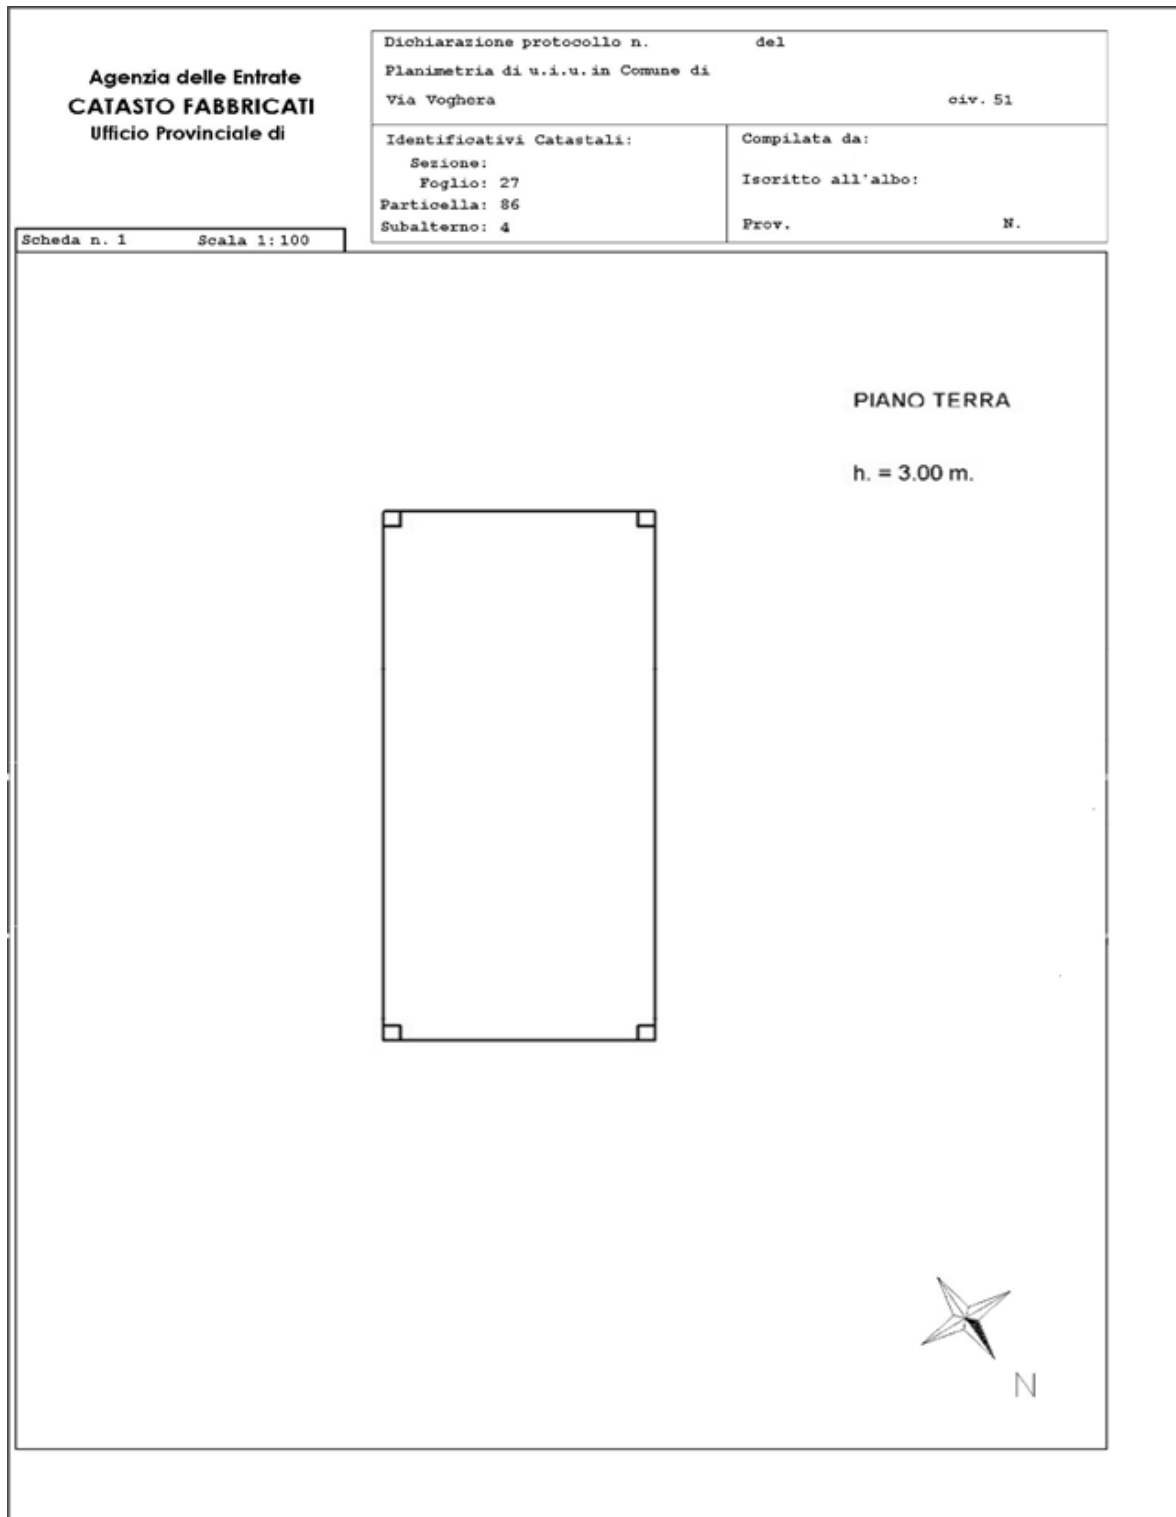 Agenzia delle Entrate
CATASTO FABBRICATI
Ufficio Provinciale di
Dichiarazione protocollo n. del
Planimetria di u.i.u.in Comune di
Via Voghera civ. 51
Identificativi Catastali:
Sezione:
Foglio: 27
Particella: 86
Subalterno: 4
Compilata da:
Iscritto all'albo:
Prov. N.
Scheda n. 1 Scala 1:100
PIANO TERRA
h. = 3.00 m.
N